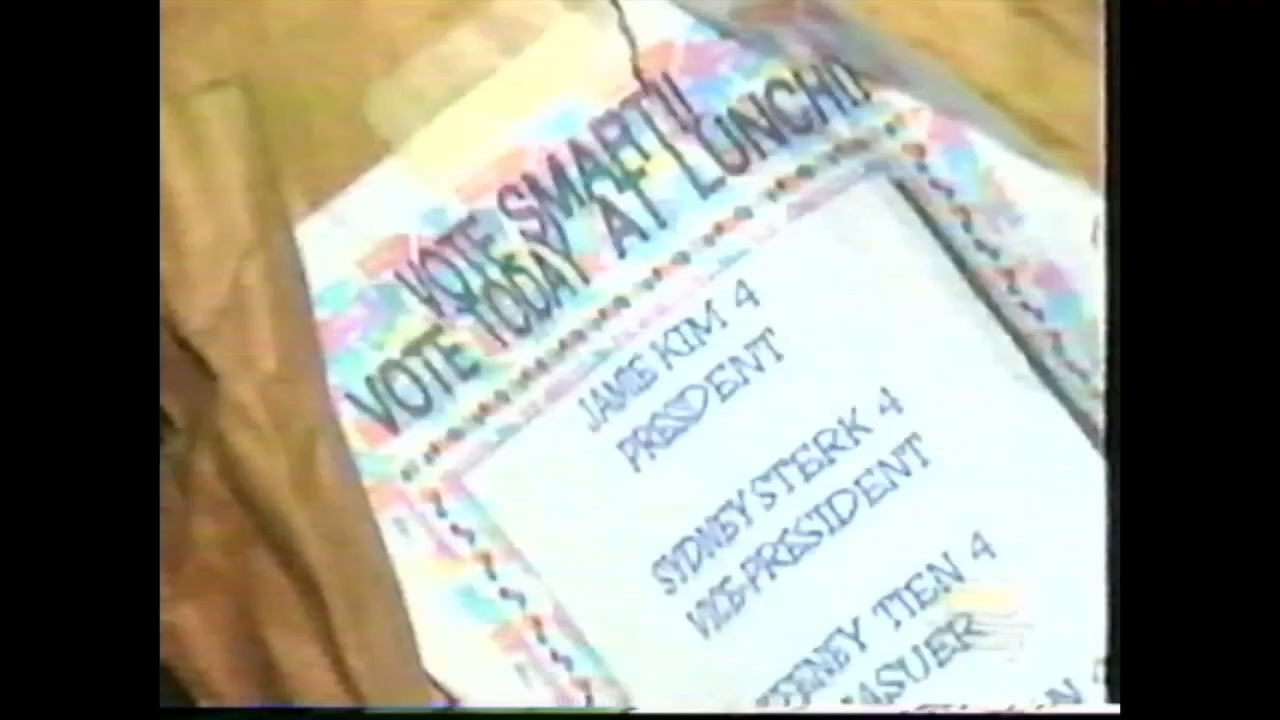 VOTE SMART!!
VOTE TODAY AT LUNCH!!
JAMIE KIM 4
PRESIDENT
SYDNEY STERK 4
VICE-PRESIDENT
TIEN 4